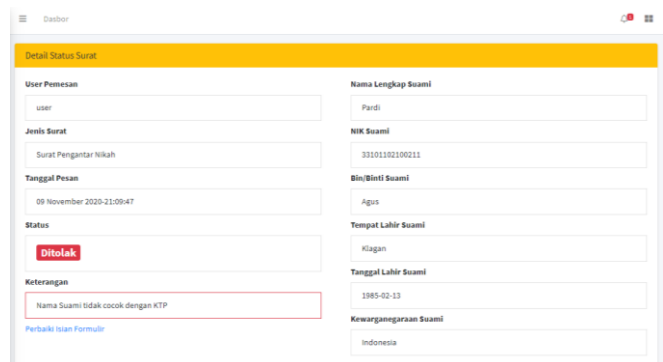 Dasbor
Detail Status Surat
User Pemesan
user
Jenis Surat
Surat Pengantar Nikah
Tanggal Pesan
09 November 2020-21:09:47
Status
Ditolak
Keterangan
Nama Suami tidak cocok dengan KTP
Perbaiki Isian Formulir
Nama Lengkap Suami
Pardi
NIK Suami
33101102100211
Bin/Binti Suami
Agus
Tempat Lahir Suami
Klagan
Tanggal Lahir Suami
1985-02-13
Kewarganegaraan Suami
Indonesia